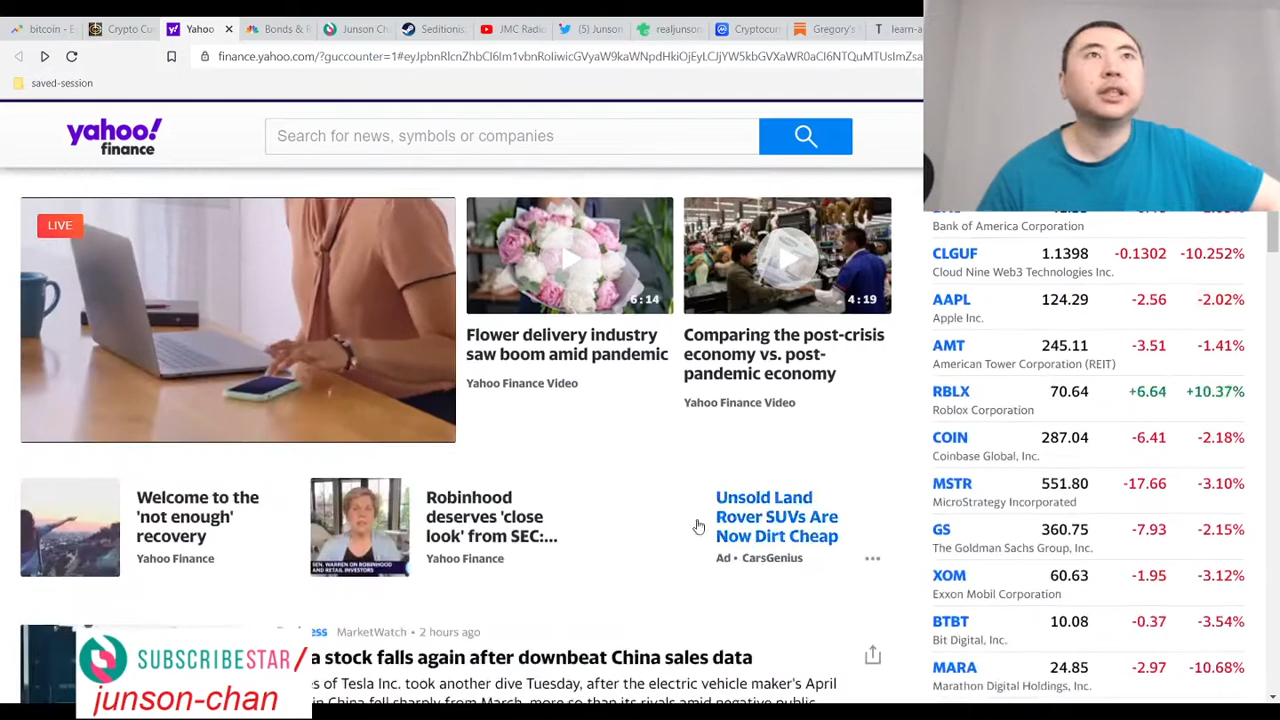 bitcoin - E
Crypto Cu
Yahoo
Bonds & R
Junson Ch
Seditionis
JMC Radio
(5) Junson
realjunson
Cryptocur
Gregory's
learn-a
finance.yahoo.com/?guccounter=1#
saved-session
yahoo!
finance
Search for news, symbols or companies
LIVE
6:14
4:19
Flower delivery industry
saw boom amid pandemic
Yahoo Finance Video
Comparing the post-crisis
economy vs. post-
pandemic economy
Yahoo Finance Video
Welcome to the
'not enough'
recovery
Yahoo Finance
SEN. WARREN ON ROBINHOOD
AND RETAIL INVESTORS
Robinhood
deserves 'close
look' from SEC:...
Yahoo Finance
Unsold Land
Rover SUVs Are
Now Dirt Cheap
Ad • CarsGenius
ess MarketWatch • 2 hours ago
a stock falls again after downbeat China sales data
es of Tesla Inc. took another dive Tuesday, after the electric vehicle maker's April
SUBSCRIBESTAR/
junson-chan
Bank of America Corporation
CLGUF 1.1398 -0.1302 -10.252%
Cloud Nine Web3 Technologies Inc.
AAPL 124.29 -2.56 -2.02%
Apple Inc.
AMT 245.11 -3.51 -1.41%
American Tower Corporation (REIT)
RBLX 70.64 +6.64 +10.37%
Roblox Corporation
COIN 287.04 -6.41 -2.18%
Coinbase Global, Inc.
MSTR 551.80 -17.66 -3.10%
MicroStrategy Incorporated
GS 360.75 -7.93 -2.15%
The Goldman Sachs Group, Inc.
XOM 60.63 -1.95 -3.12%
Exxon Mobil Corporation
BTBT 10.08 -0.37 -3.54%
Bit Digital, Inc.
MARA 24.85 -2.97 -10.68%
Marathon Digital Holdings, Inc.